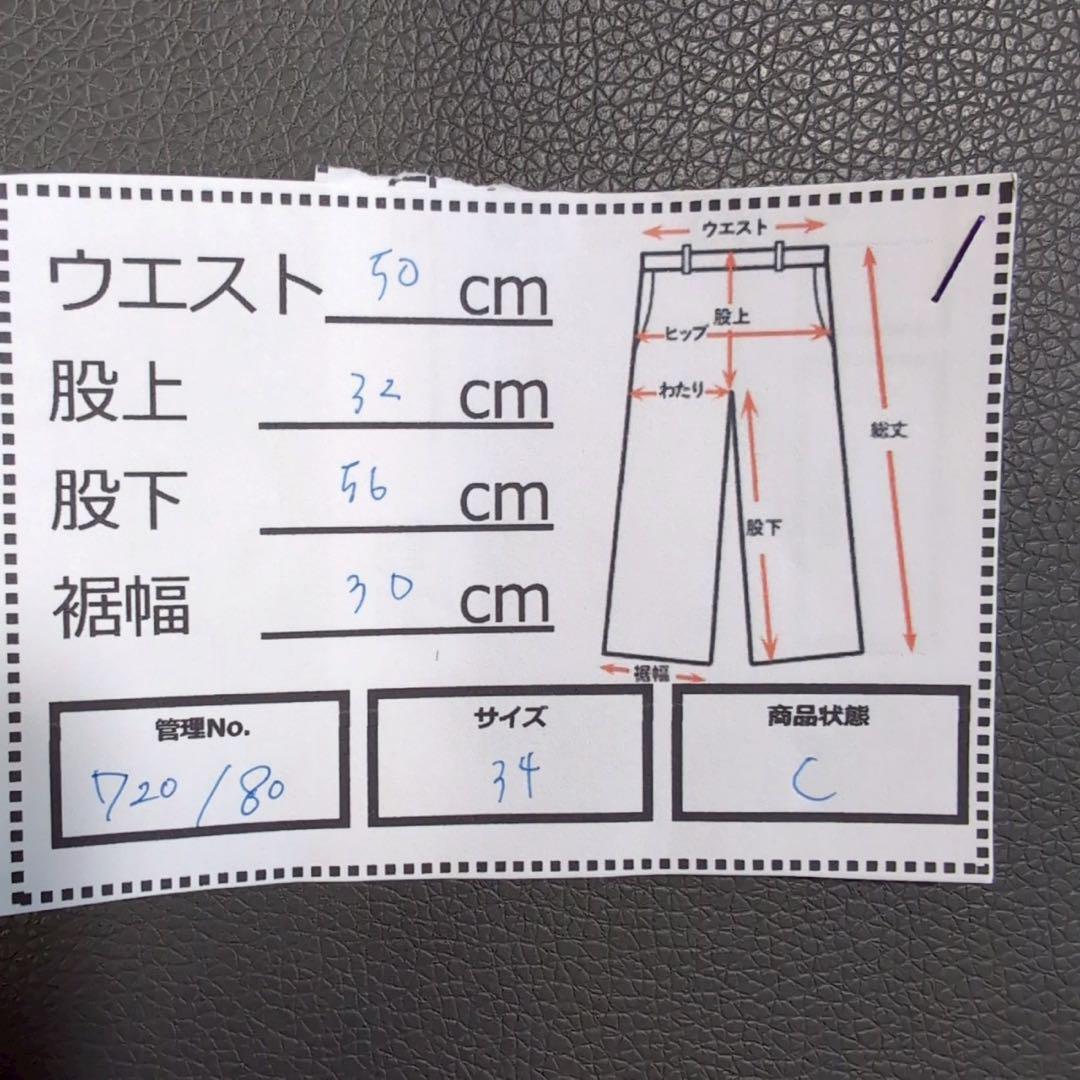 ウエスト 50 cm
股上 32 cm
股下 56 cm
裾幅 30 cm
ウエスト
股上
ヒップ
わたり
総丈
股下
裾幅
管理No.
720/80
サイズ
34
商品状態
C